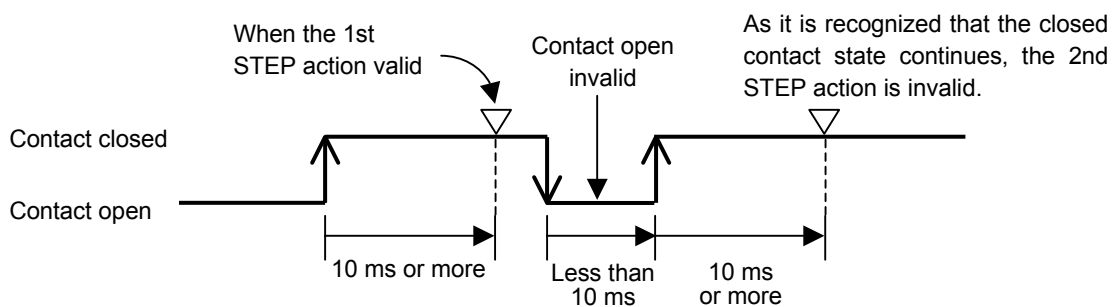 When the 1st
STEP action valid
Contact open
invalid
As it is recognized that the closed
contact state continues, the 2nd
STEP action is invalid.
Contact closed
Contact open
10 ms or more
Less than
10 ms
10 ms
or more